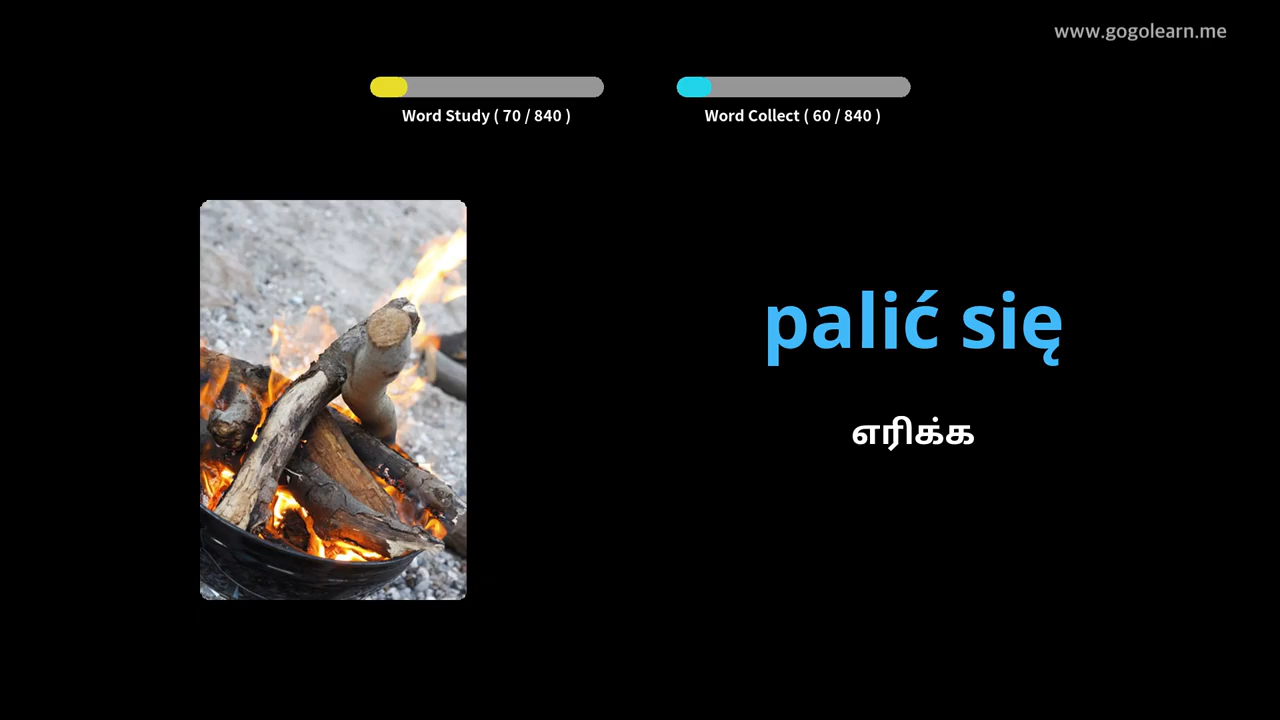 www.gogolearn.me
Word Study ( 70 / 840 )
Word Collect ( 60 / 840 )
palić się
எரிக்க